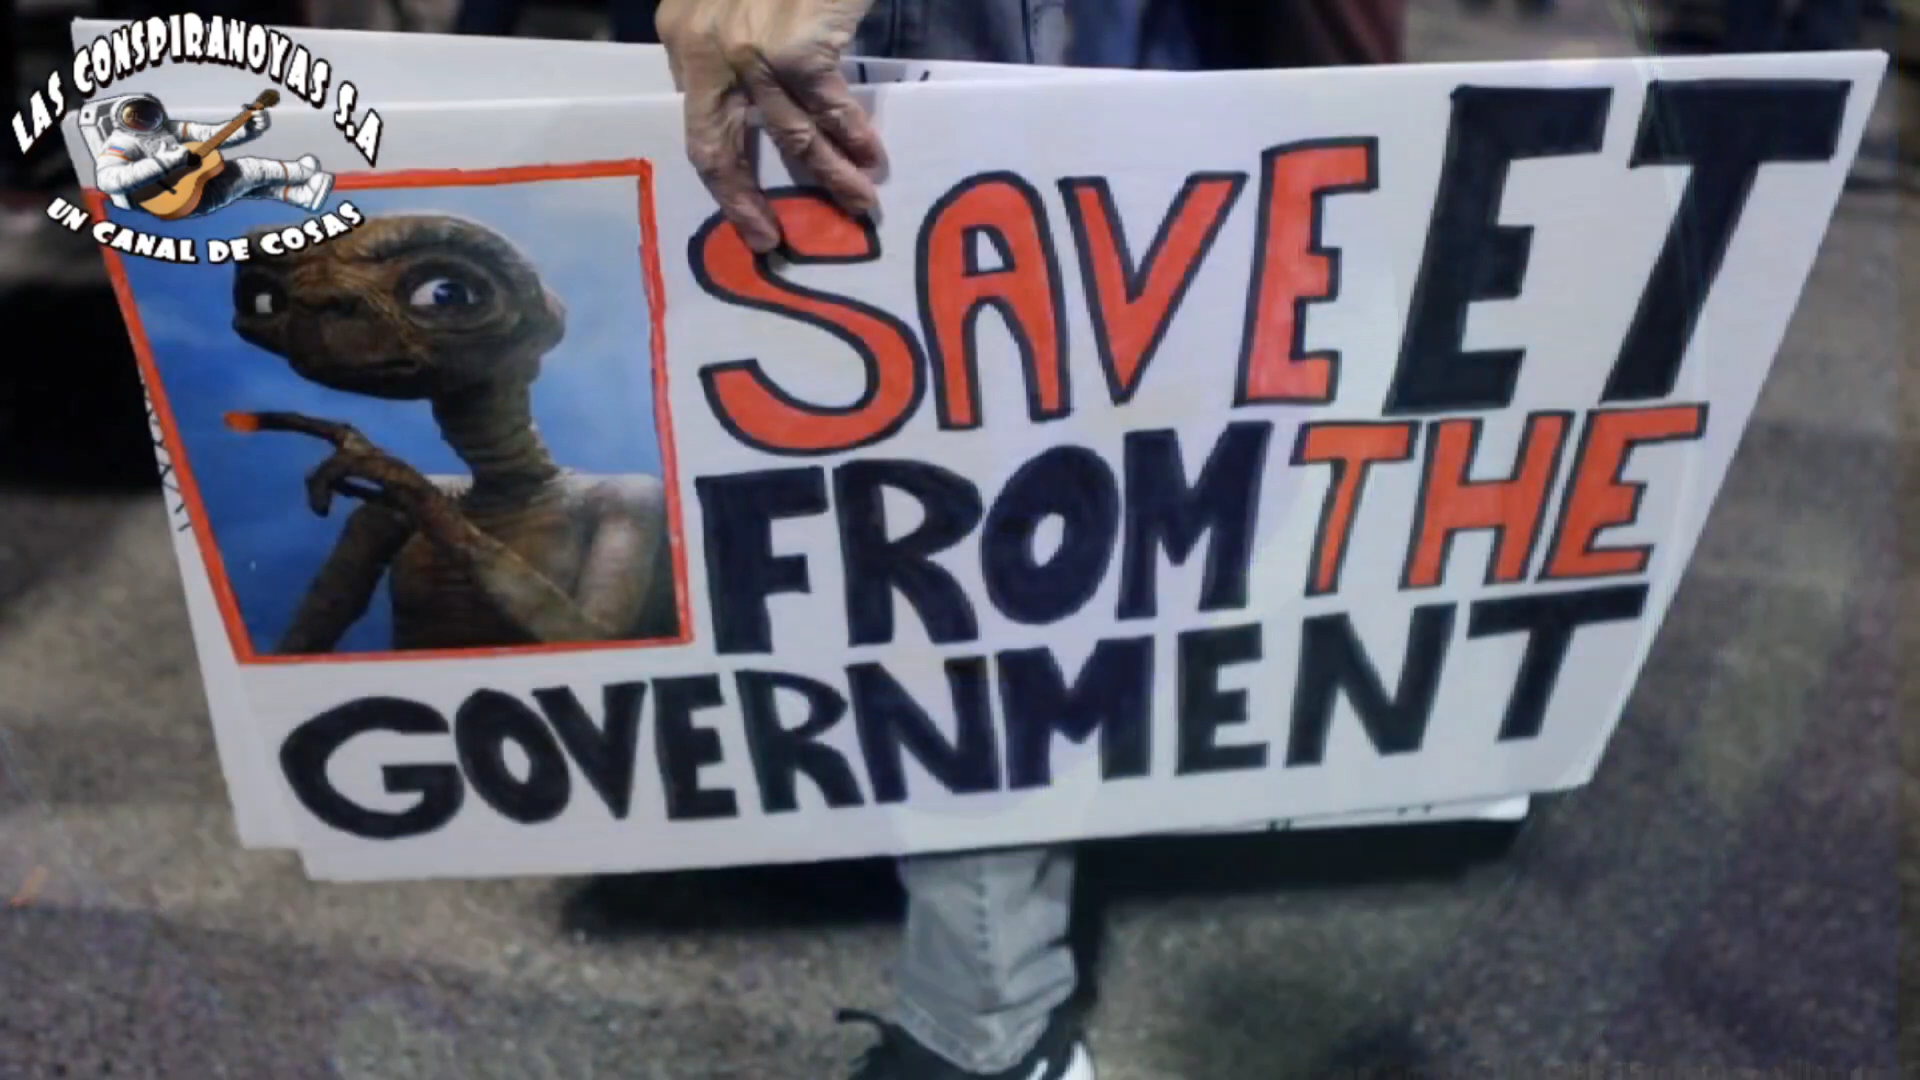 LAS CONSPIRANOYAS S.A
UN CANAL DE COSAS
SAVE ET
FROM THE
GOVERNMENT